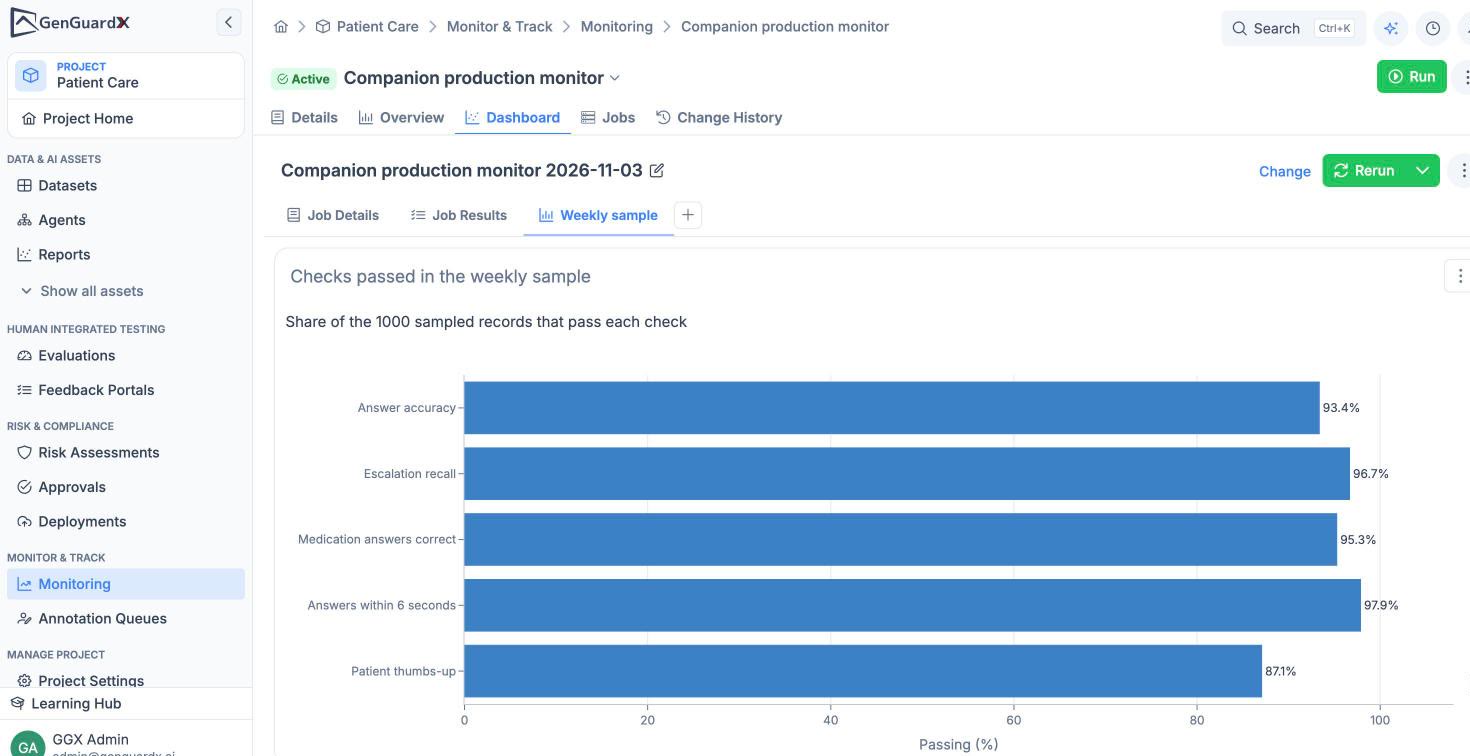 GenGuardX
PROJECT
Patient Care
Project Home
DATA & AI ASSETS
Datasets
Agents
Reports
Show all assets
HUMAN INTEGRATED TESTING
Evaluations
Feedback Portals
RISK & COMPLIANCE
Risk Assessments
Approvals
Deployments
MONITOR & TRACK
Monitoring
Annotation Queues
MANAGE PROJECT
Project Settings
Learning Hub
GA
GGX Admin
admin@genguardx.ai
Patient Care > Monitor & Track > Monitoring > Companion production monitor
Search Ctrl+K
Active Companion production monitor
Run
Details Overview Dashboard Jobs Change History
Companion production monitor 2026-11-03
Change Rerun
Job Details Job Results Weekly sample +
Checks passed in the weekly sample
Share of the 1000 sampled records that pass each check
Answer accuracy 93.4%
Escalation recall 96.7%
Medication answers correct 95.3%
Answers within 6 seconds 97.9%
Patient thumbs-up 87.1%
0 20 40 60 80 100
Passing (%)